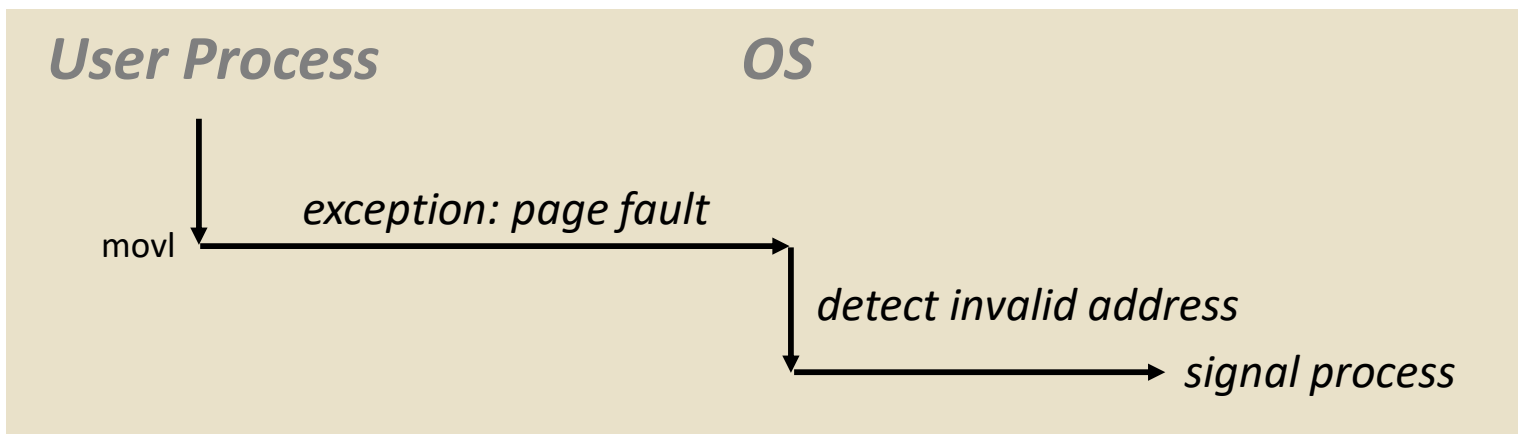 User Process OS
exception: page fault
movl
detect invalid address
signal process